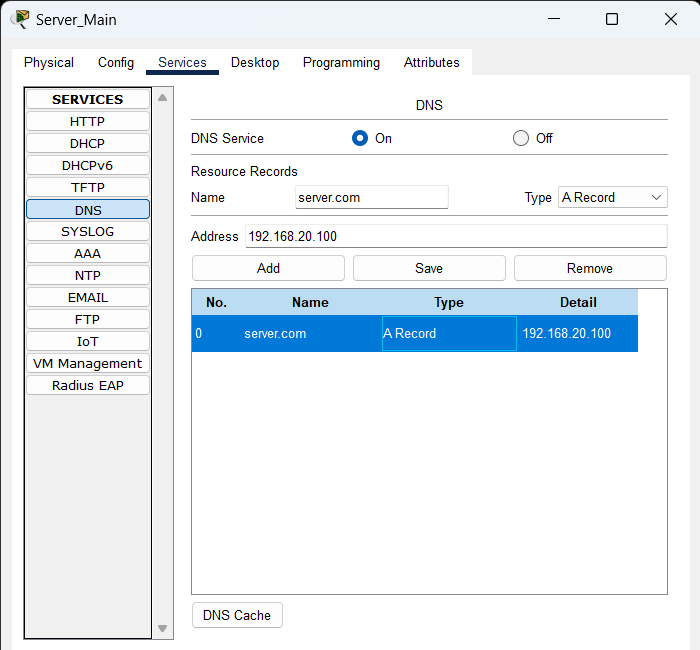 Server_Main
Physical Config Services Desktop Programming Attributes
SERVICES
HTTP
DHCP
DHCPv6
TFTP
DNS
SYSLOG
AAA
NTP
EMAIL
FTP
IoT
VM Management
Radius EAP
DNS
DNS Service On Off
Resource Records
Name server.com Type A Record
Address 192.168.20.100
Add Save Remove
No. Name Type Detail
0 server.com A Record 192.168.20.100
DNS Cache